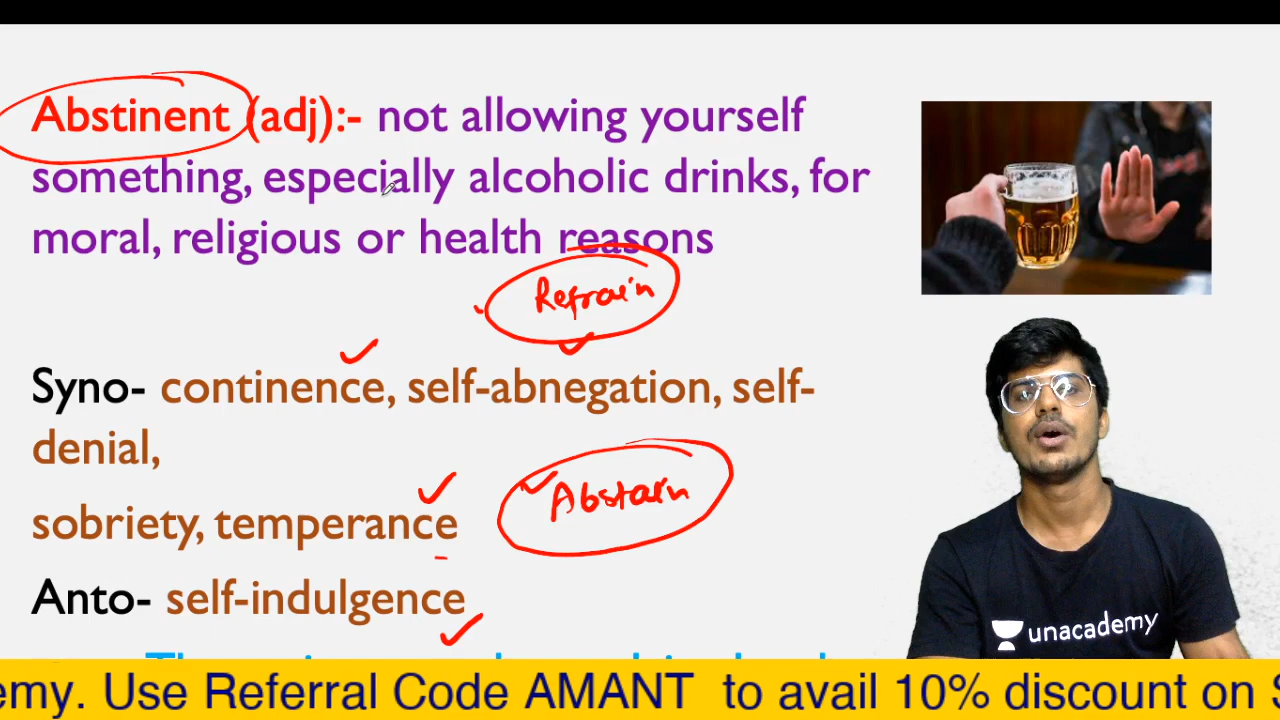 Abstinent (adj):- not allowing yourself
something, especially alcoholic drinks, for
moral, religious or health reasons
Refrain
Syno- continence, self-abnegation, self-
denial,
Abstain
sobriety, temperance
Anto- self-indulgence
unacademy
emy. Use Referral Code AMANT to avail 10% discount on S